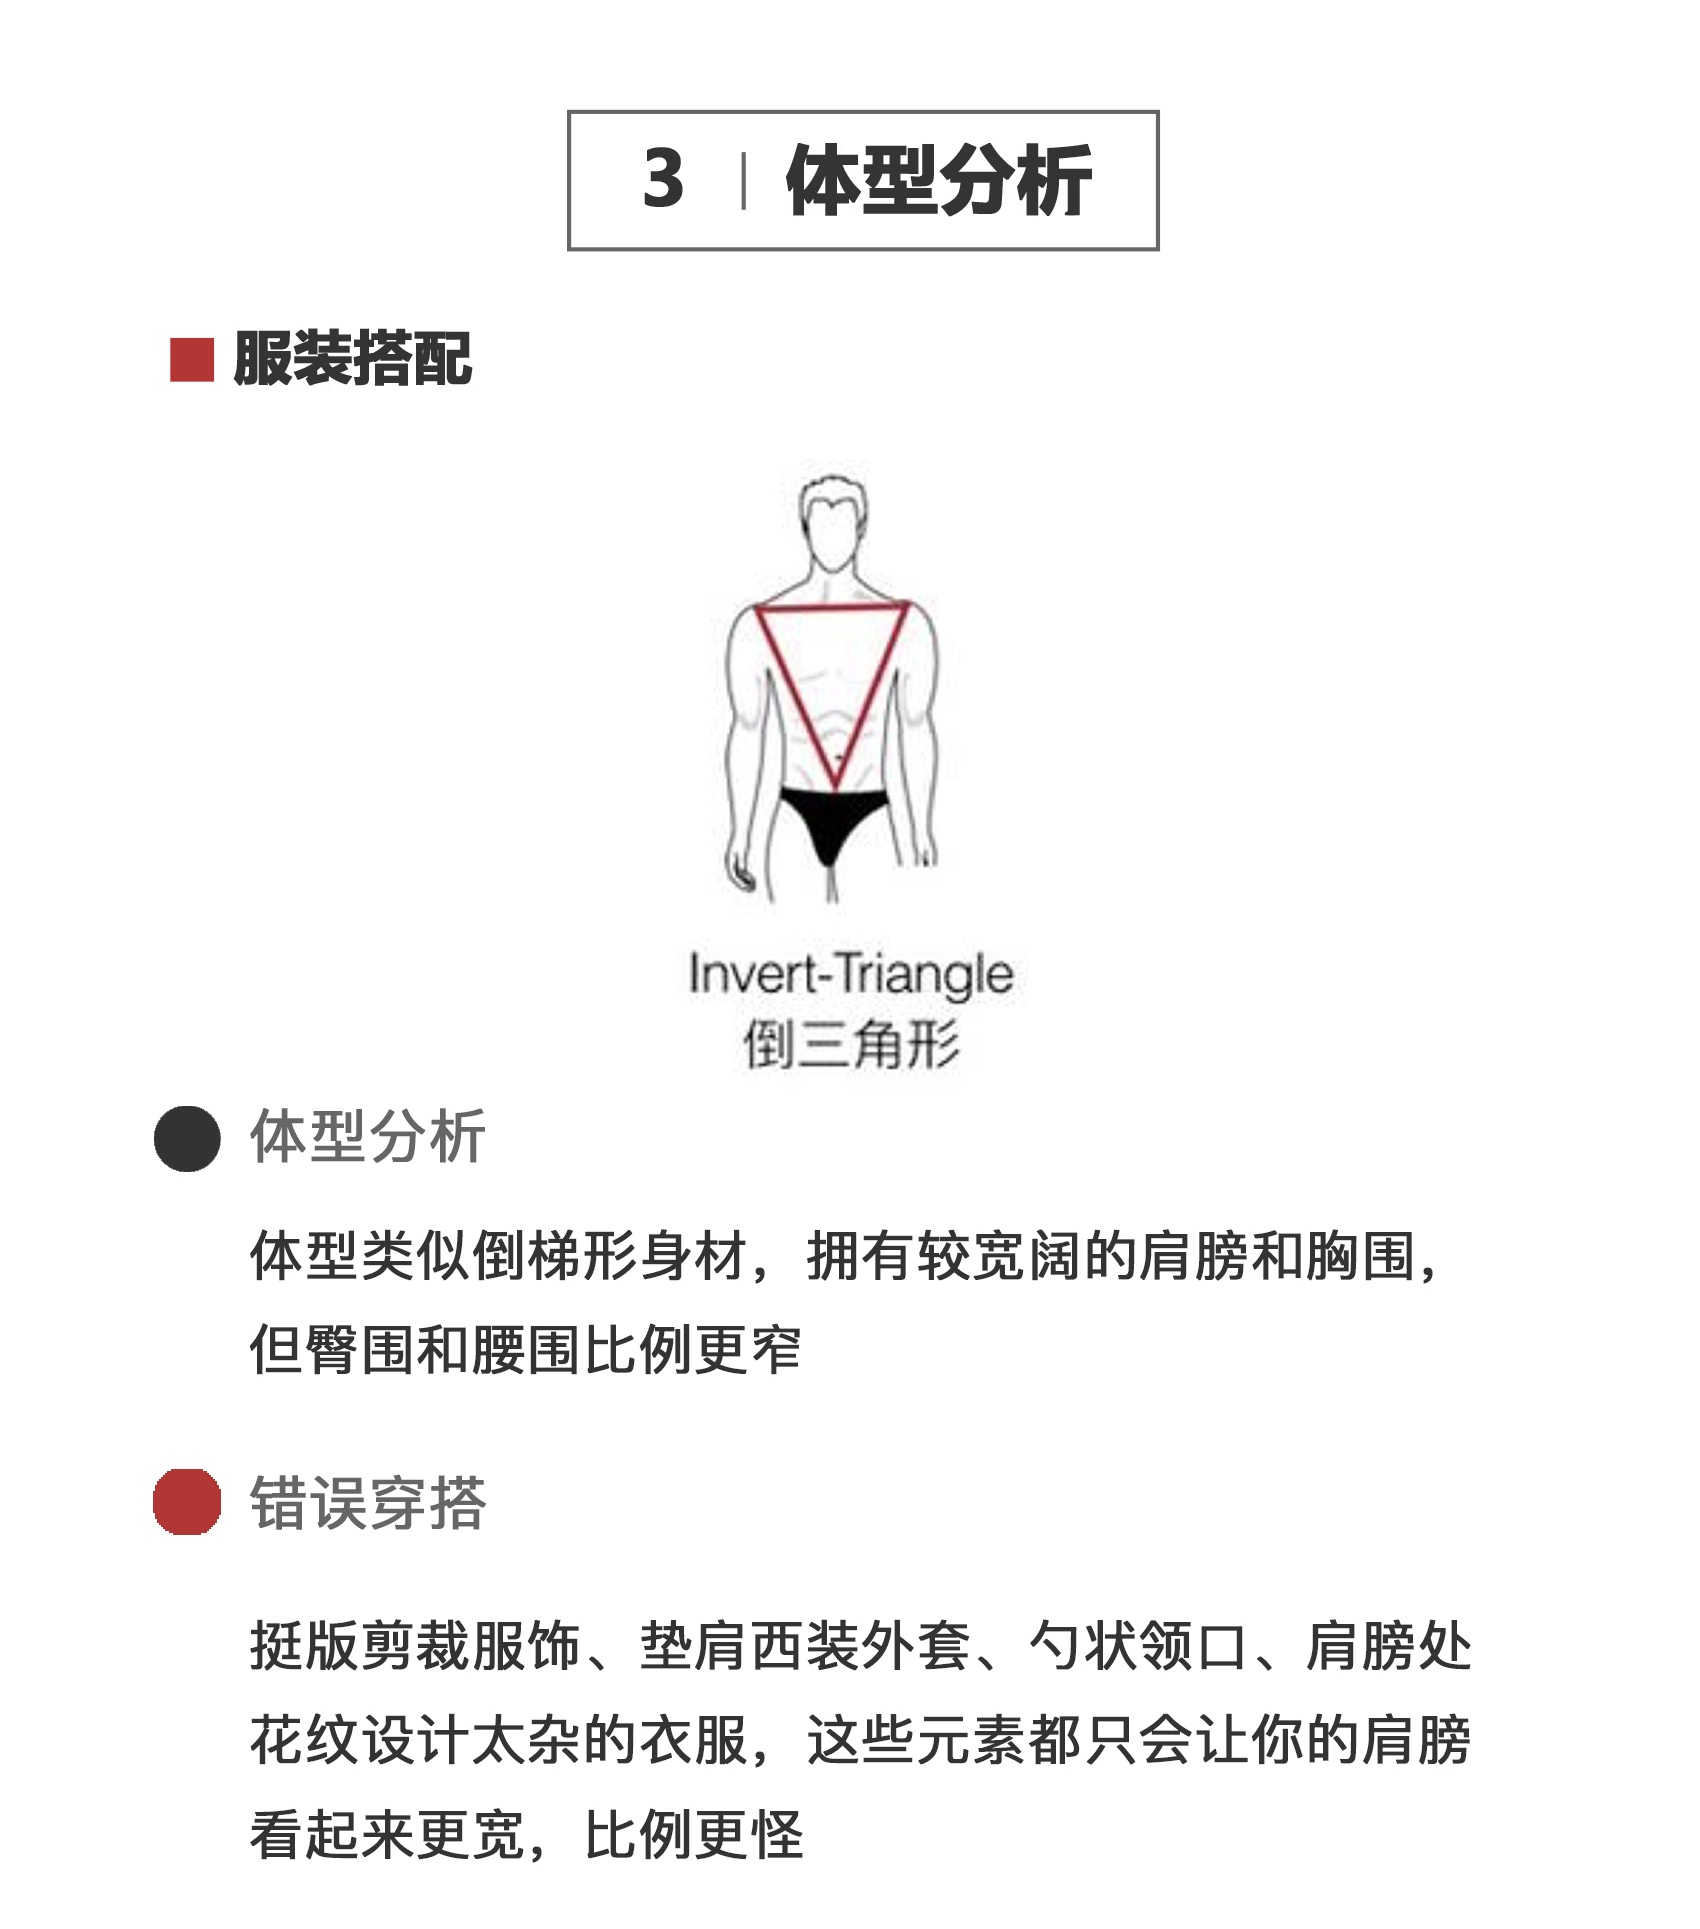 3 | 体型分析
服装搭配
Invert-Triangle
倒三角形
体型分析
体型类似倒梯形身材，拥有较宽阔的肩膀和胸围，
但臀围和腰围比例更窄
错误穿搭
挺版剪裁服饰、垫肩西装外套、勺状领口、肩膀处
花纹设计太杂的衣服，这些元素都只会让你的肩膀
看起来更宽，比例更怪